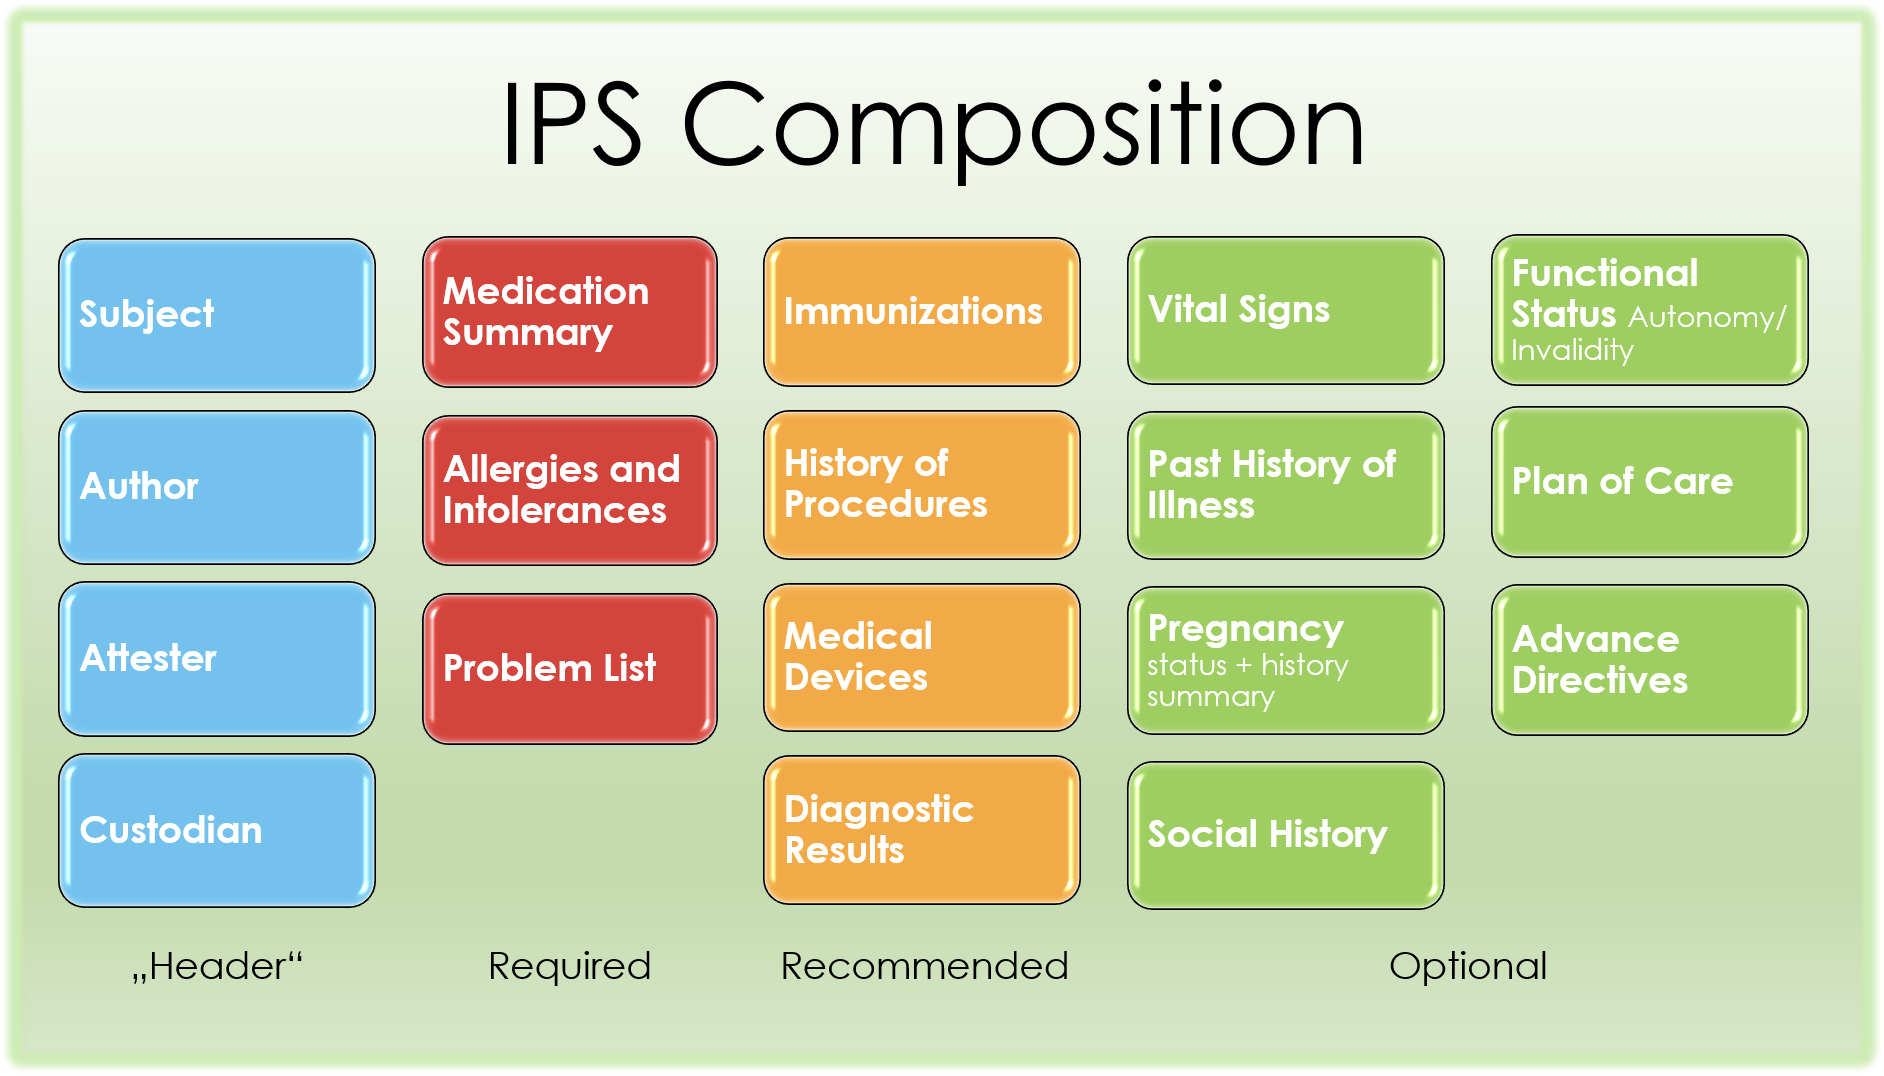 IPS Composition
Subject
Author
Attester
Custodian
„Header“
Medication
Summary
Allergies and
Intolerances
Problem List
Required
Immunizations
History of
Procedures
Medical
Devices
Diagnostic
Results
Recommended
Vital Signs
Past History of
Illness
Pregnancy
status + history
summary
Social History
Functional
Status Autonomy/
Invalidity
Plan of Care
Advance
Directives
Optional